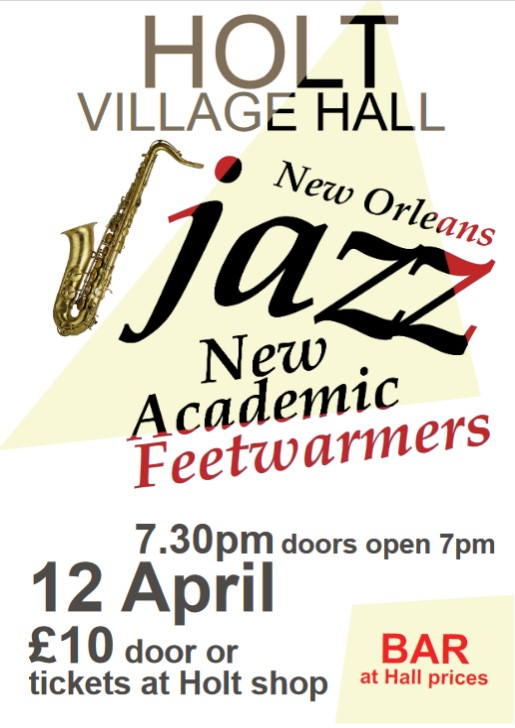 HOLT
VILLAGE HALL
New Orleans
jazz
New
Academic
Feetwarmers
7.30pm doors open 7pm
12 April
£10 door or
tickets at Holt shop
BAR
at Hall prices